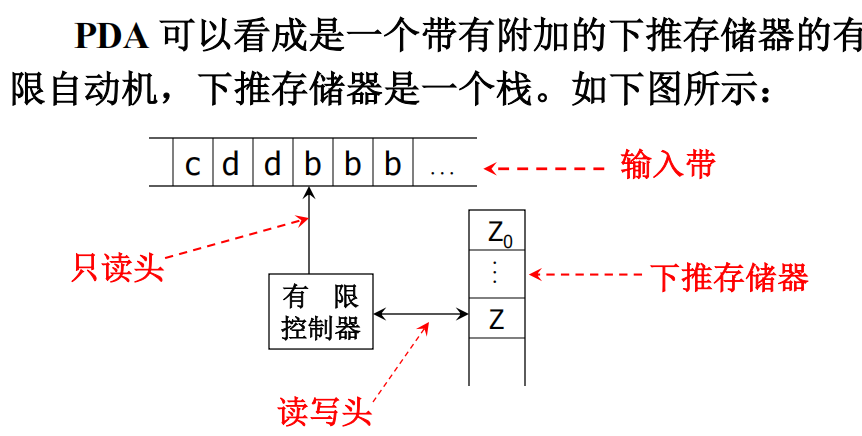 PDA 可以看成是一个带有附加的下推存储器的有
限自动机，下推存储器是一个栈。如下图所示：
c d d b b b …
输入带
Z0
只读头
⋮
下推存储器
有 限
控制器
Z
读写头